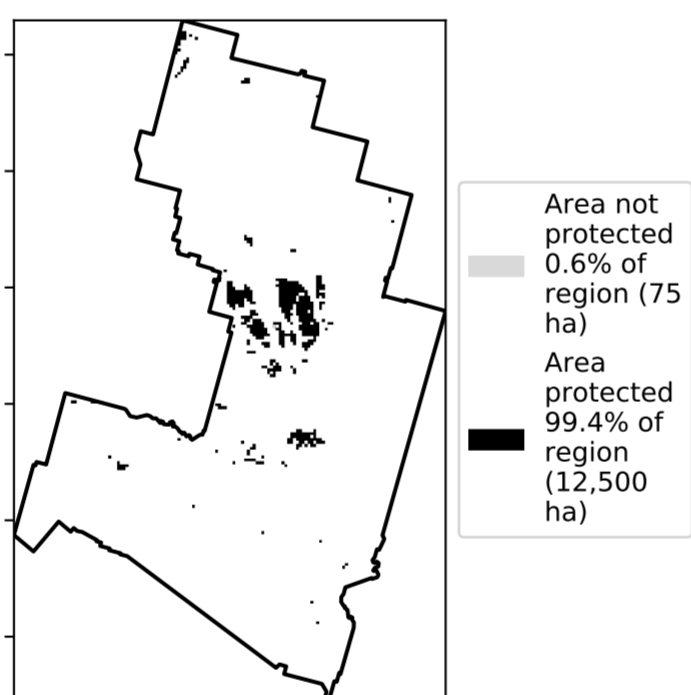 Area not
protected
0.6% of
region (75
ha)
Area
protected
99.4% of
region
(12,500
ha)